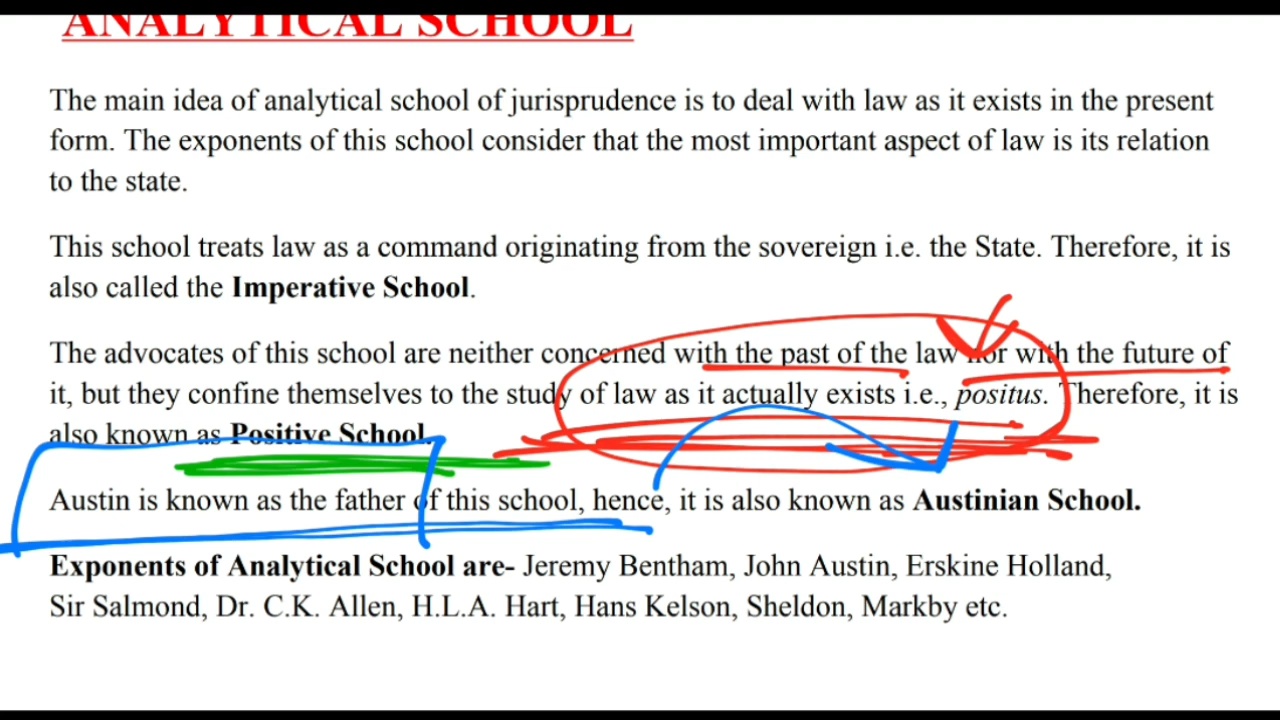 ANALYTICAL SCHOOL
The main idea of analytical school of jurisprudence is to deal with law as it exists in the present
form. The exponents of this school consider that the most important aspect of law is its relation
to the state.
This school treats law as a command originating from the sovereign i.e. the State. Therefore, it is
also called the Imperative School.
The advocates of this school are neither concerned with the past of the law nor with the future of
it, but they confine themselves to the study of law as it actually exists i.e., positus. Therefore, it is
also known as Positive School.
Austin is known as the father of this school, hence, it is also known as Austinian School.
Exponents of Analytical School are- Jeremy Bentham, John Austin, Erskine Holland,
Sir Salmond, Dr. C.K. Allen, H.L.A. Hart, Hans Kelson, Sheldon, Markby etc.